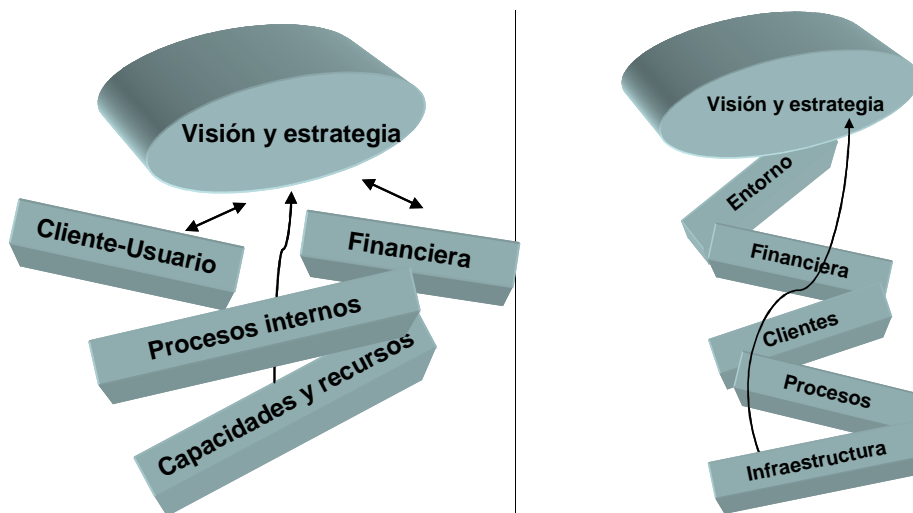 Visión y estrategia
Cliente-Usuario
Financiera
Procesos internos
Capacidades y recursos
Visión y estrategia
Entorno
Financiera
Clientes
Procesos
Infraestructura